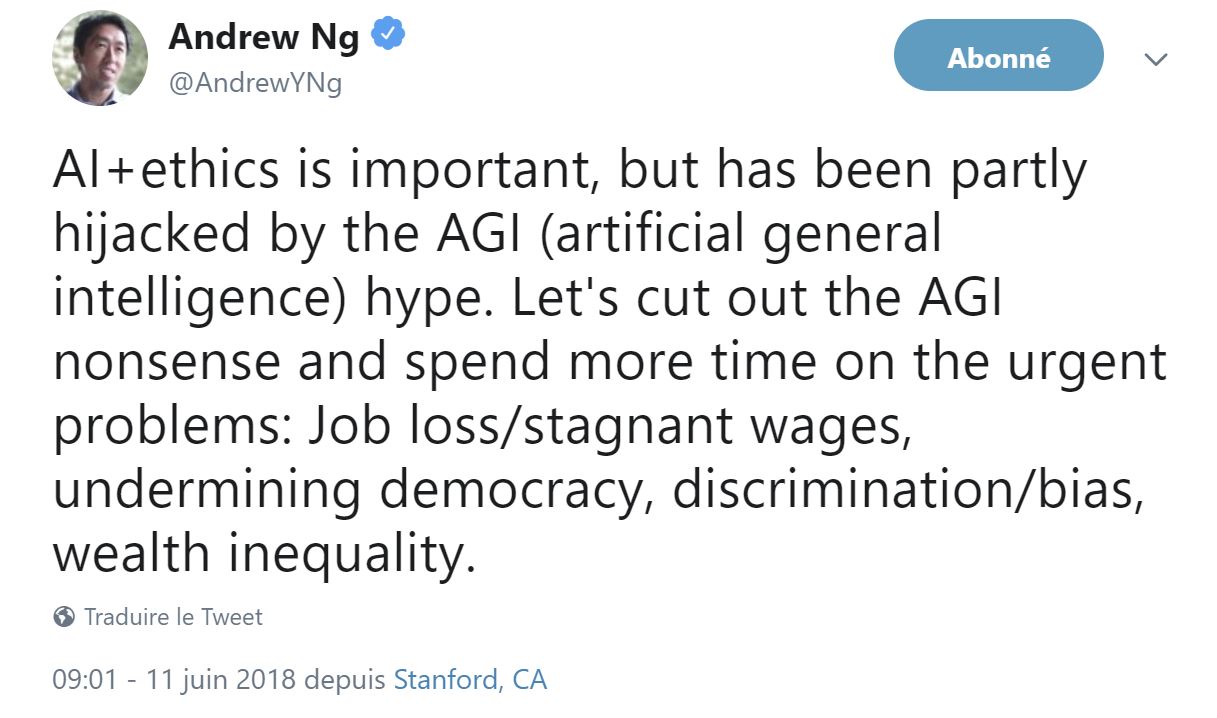 Andrew Ng
@AndrewYNg
Abonné
AI+ethics is important, but has been partly
hijacked by the AGI (artificial general
intelligence) hype. Let's cut out the AGI
nonsense and spend more time on the urgent
problems: Job loss/stagnant wages,
undermining democracy, discrimination/bias,
wealth inequality.
Traduire le Tweet
09:01 - 11 juin 2018 depuis Stanford, CA